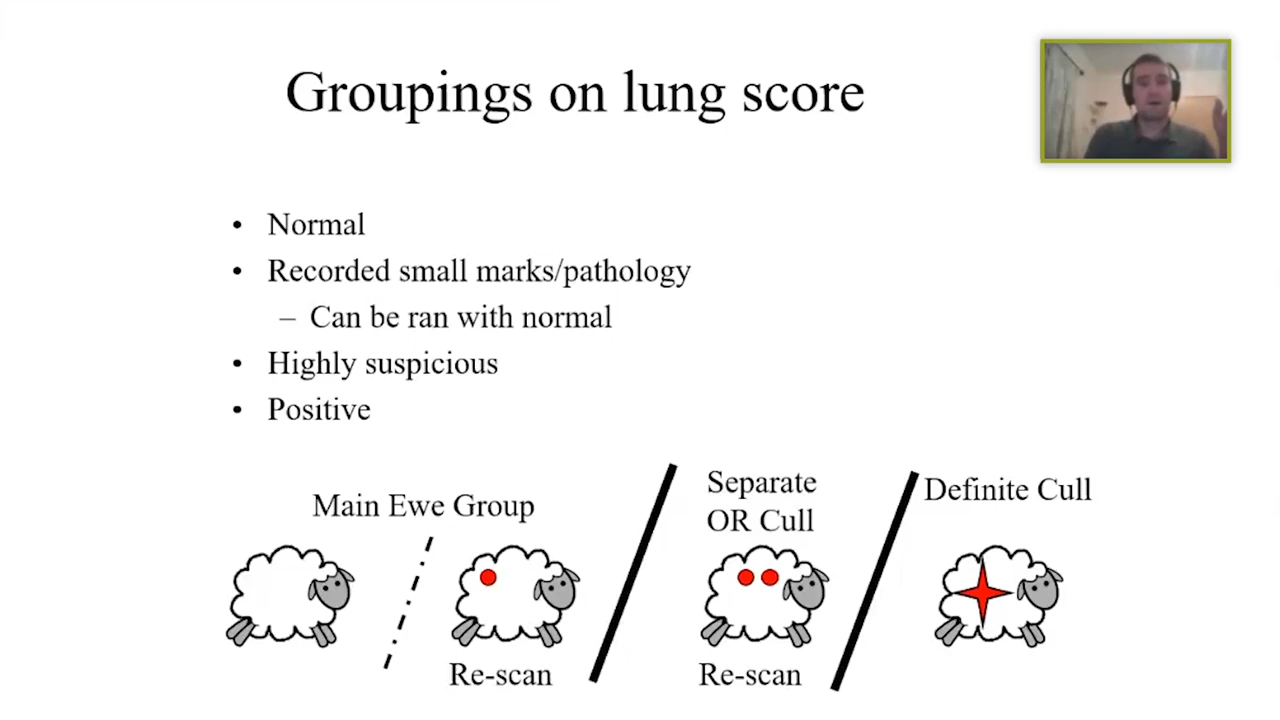 Groupings on lung score
• Normal
• Recorded small marks/pathology
– Can be ran with normal
• Highly suspicious
• Positive
Main Ewe Group
Separate
OR Cull
Definite Cull
Re-scan
Re-scan